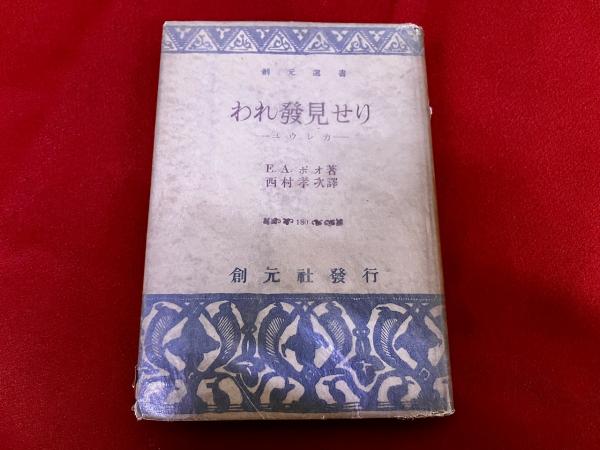 創元選書
われ發見せり
―ユウレカ―
E. A. ポオ著
西村孝次譯
180
創元社發行